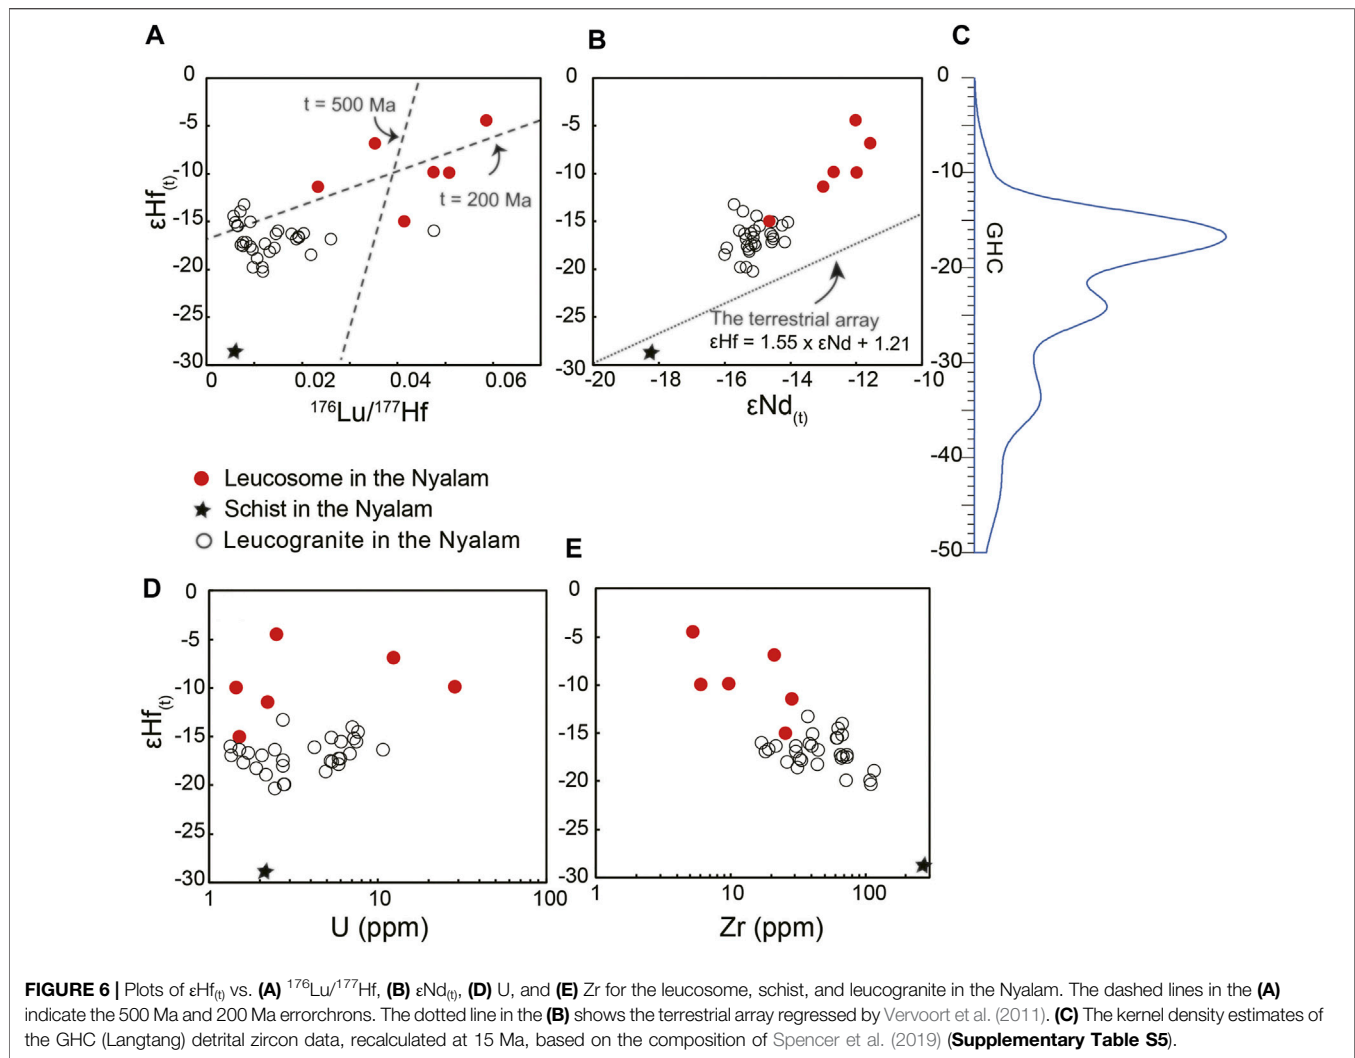 A
B
C
0
-5
-10
-15
-20
-25
-30
εHf(t),
t = 500 Ma
t = 200 Ma
0
0.02
0.04
0.06
176Lu/177Hf
0
-5
-10
-15
-20
-25
-30
The terrestrial array
εHf = 1.55 x εNd + 1.21
-20
-18
-16
-14
-12
-10
εNd(t)
0
-10
-20
-30
-40
-50
GHC
Leucosome in the Nyalam
Schist in the Nyalam
Leucogranite in the Nyalam
D
E
0
-5
-10
-15
-20
-25
-30
εHf(t)
1
10
100
U (ppm)
0
-5
-10
-15
-20
-25
-30
1
10
100
Zr (ppm)
FIGURE 6 | Plots of εHf(t) vs. (A) 176Lu/177Hf, (B) εNd(t), (D) U, and (E) Zr for the leucosome, schist, and leucogranite in the Nyalam. The dashed lines in the (A)
indicate the 500 Ma and 200 Ma errorchrons. The dotted line in the (B) shows the terrestrial array regressed by Vervoort et al. (2011). (C) The kernel density estimates of
the GHC (Langtang) detrital zircon data, recalculated at 15 Ma, based on the composition of Spencer et al. (2019) (Supplementary Table S5).